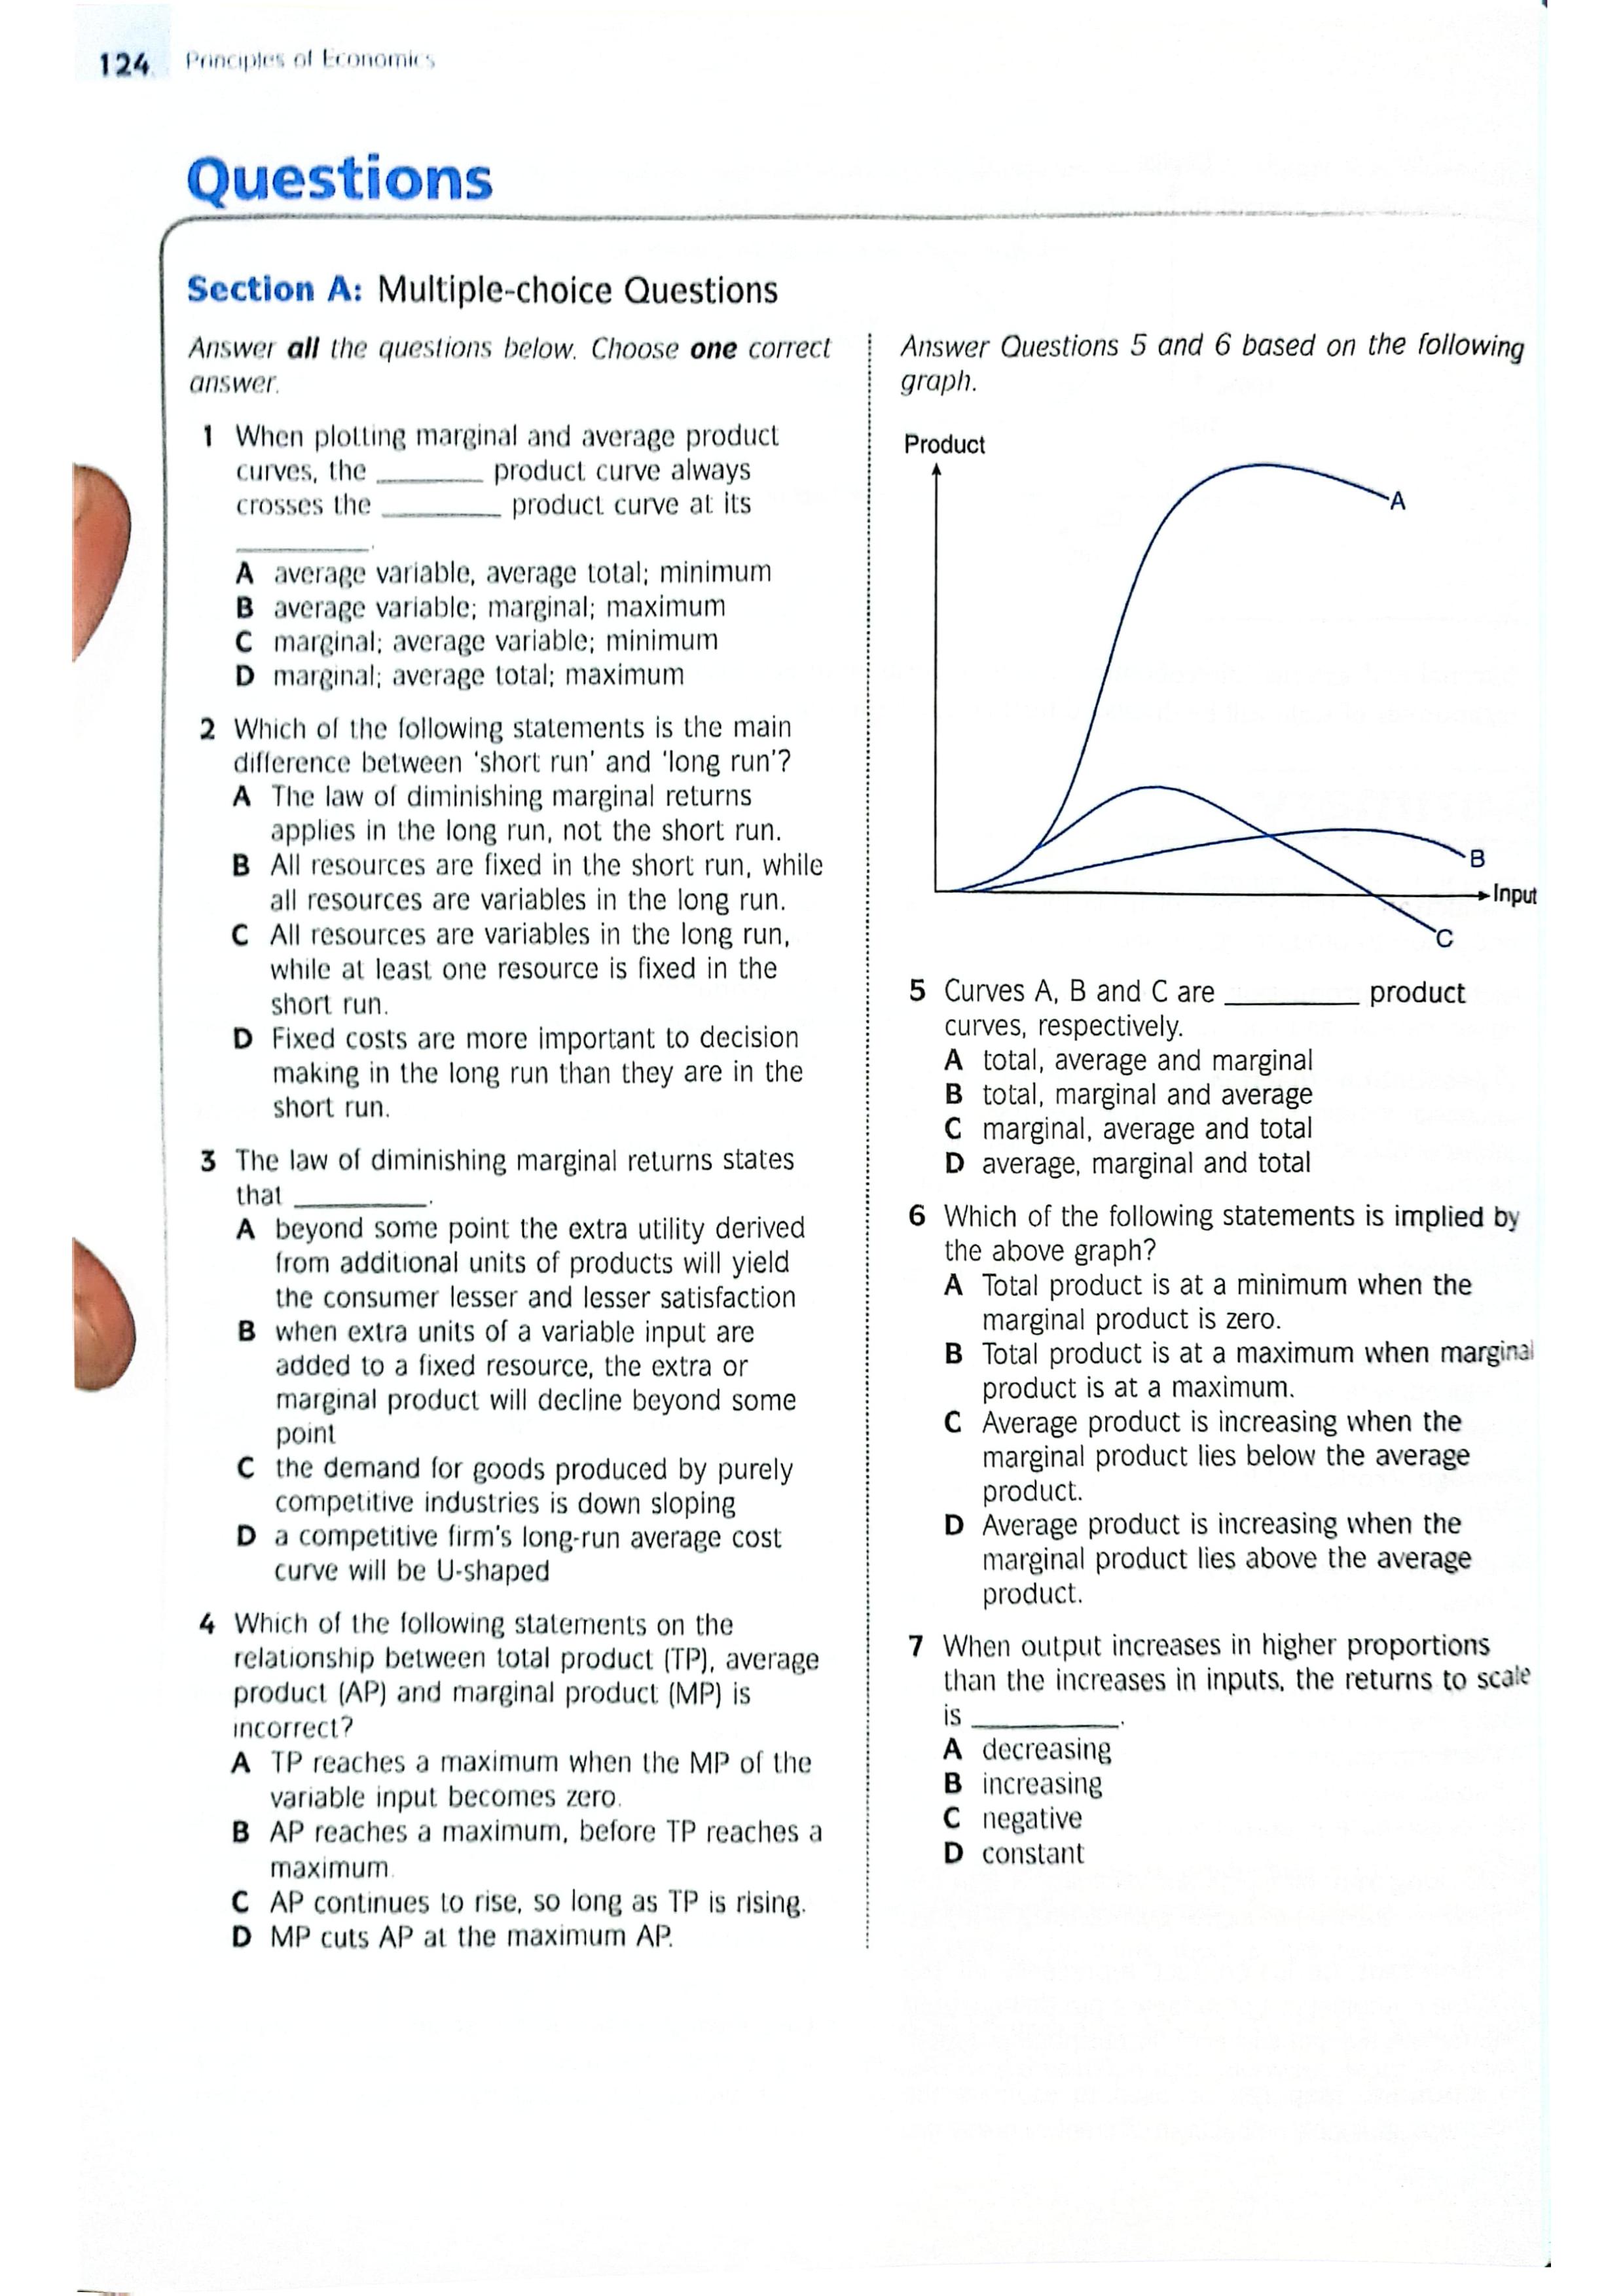 124 Principles of Economics
Questions
Section A: Multiple-choice Questions
Answer all the questions below. Choose one correct
answer.
1 When plotting marginal and average product
curves, the ________ product curve always
crosses the ________ product curve at its
________.
A average variable, average total; minimum
B average variable; marginal; maximum
C marginal; average variable; minimum
D marginal; average total; maximum
2 Which of the following statements is the main
difference between 'short run' and 'long run'?
A The law of diminishing marginal returns
applies in the long run, not the short run.
B All resources are fixed in the short run, while
all resources are variables in the long run.
C All resources are variables in the long run,
while at least one resource is fixed in the
short run.
D Fixed costs are more important to decision
making in the long run than they are in the
short run.
3 The law of diminishing marginal returns states
that ________.
A beyond some point the extra utility derived
from additional units of products will yield
the consumer lesser and lesser satisfaction
B when extra units of a variable input are
added to a fixed resource, the extra or
marginal product will decline beyond some
point
C the demand for goods produced by purely
competitive industries is down sloping
D a competitive firm's long-run average cost
curve will be U-shaped
4 Which of the following statements on the
relationship between total product (TP), average
product (AP) and marginal product (MP) is
incorrect?
A TP reaches a maximum when the MP of the
variable input becomes zero.
B AP reaches a maximum, before TP reaches a
maximum.
C AP continues to rise, so long as TP is rising.
D MP cuts AP at the maximum AP.
Answer Questions 5 and 6 based on the following
graph.
Product
A
B
Input
C
5 Curves A, B and C are ________ product
curves, respectively.
A total, average and marginal
B total, marginal and average
C marginal, average and total
D average, marginal and total
6 Which of the following statements is implied by
the above graph?
A Total product is at a minimum when the
marginal product is zero.
B Total product is at a maximum when marginal
product is at a maximum.
C Average product is increasing when the
marginal product lies below the average
product.
D Average product is increasing when the
marginal product lies above the average
product.
7 When output increases in higher proportions
than the increases in inputs, the returns to scale
is ________.
A decreasing
B increasing
C negative
D constant